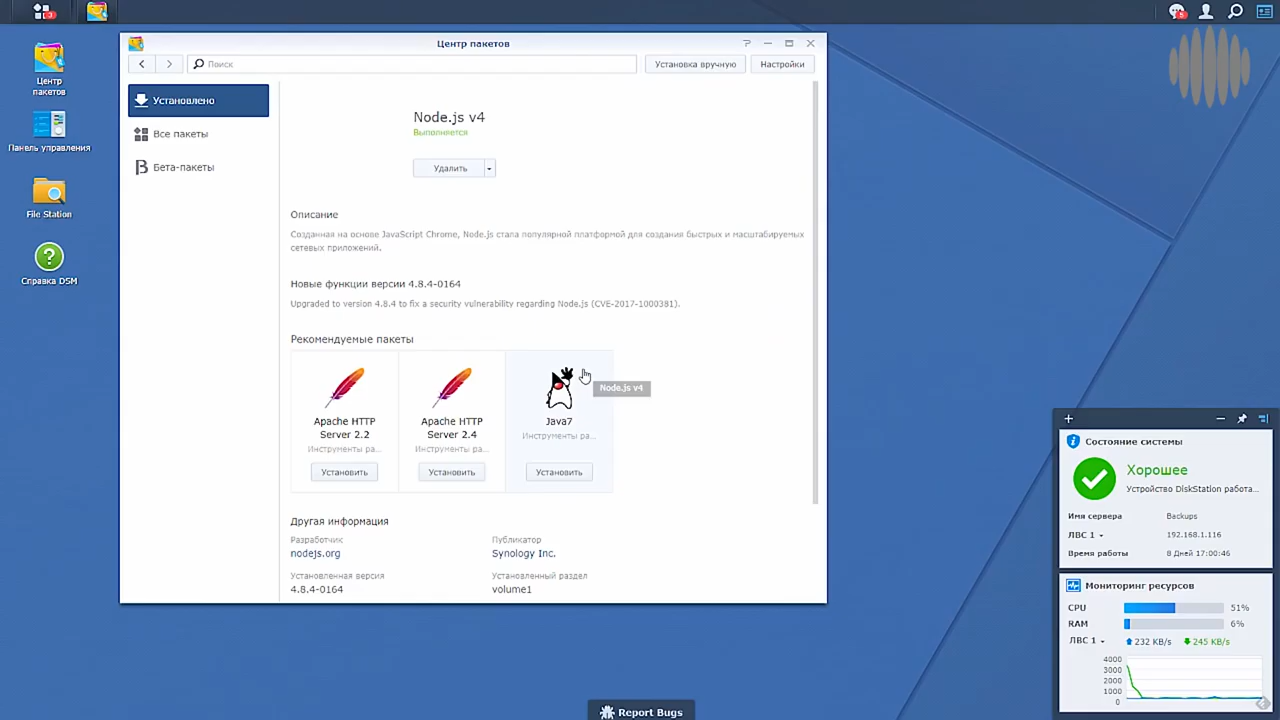 3
5
Центр пакетов
Панель управления
File Station
Справка DSM
Центр пакетов
?
Поиск
Установка вручную
Настройки
Установлено
Все пакеты
β Бета-пакеты
Node.js v4
Выполняется
Удалить
Описание
Созданная на основе JavaScript Chrome, Node.js стала популярной платформой для создания быстрых и масштабируемых
сетевых приложений.
Новые функции версии 4.8.4-0164
Upgraded to version 4.8.4 to fix a security vulnerability regarding Node.js (CVE-2017-1000381).
Рекомендуемые пакеты
Apache HTTP
Server 2.2
Инструменты ра...
Установить
Apache HTTP
Server 2.4
Инструменты ра...
Установить
Java7
Инструменты ра...
Установить
Node.js v4
Другая информация
Разработчик
nodejs.org
Публикатор
Synology Inc.
Установленная версия
4.8.4-0164
Установленный раздел
volume1
Состояние системы
Хорошее
Устройство DiskStation работа...
Имя сервера Backups
ЛВС 1 192.168.1.116
Время работы 8 Дней 17:00:46
Мониторинг ресурсов
CPU 51%
RAM 6%
ЛВС 1 232 KB/s 245 KB/s
4000
3000
2000
1000
0
Report Bugs